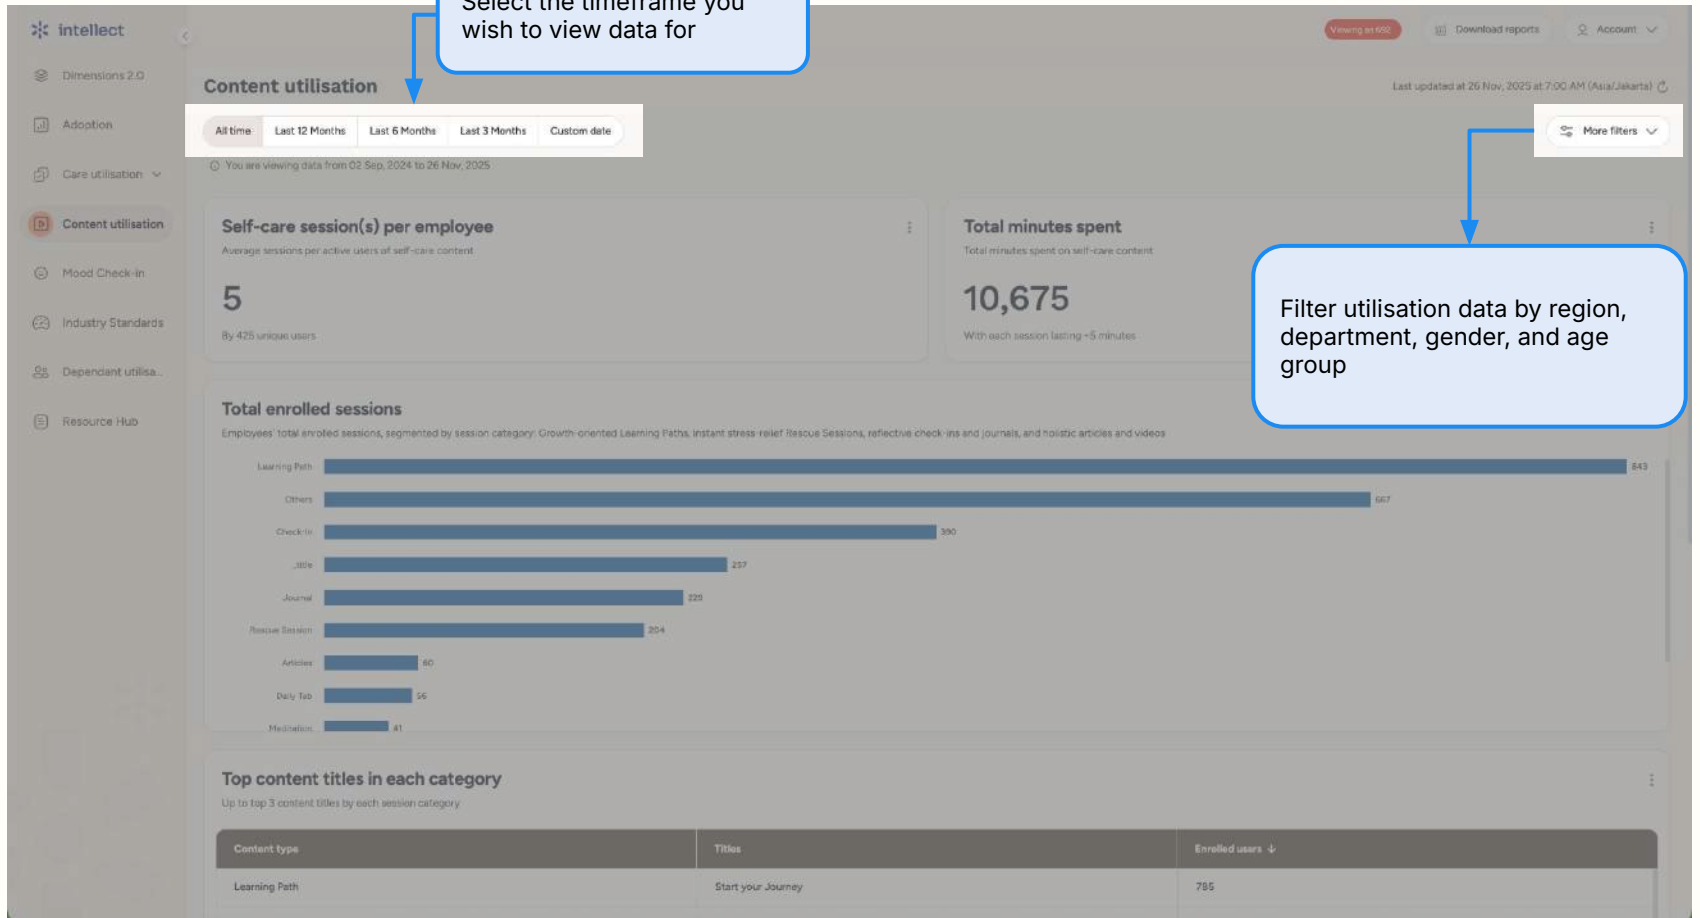 Select the timeframe you
wish to view data for
intellect
Viewing as 692
Download reports
Account
Dimensions 2.0
Adoption
Care utilisation
Content utilisation
Mood Check-in
Industry Standards
Dependant utilisa...
Resource Hub
Content utilisation
Last updated at 26 Nov, 2025 at 7:00 AM (Asia/Jakarta)
All time
Last 12 Months
Last 6 Months
Last 3 Months
Custom date
More filters
You are viewing data from 02 Sep, 2024 to 26 Nov, 2025
Self-care session(s) per employee
Average sessions per active users of self-care content
5
By 425 unique users
Total minutes spent
Total minutes spent on self-care content
10,675
With each session lasting ~5 minutes
Filter utilisation data by region,
department, gender, and age
group
Total enrolled sessions
Employees' total enrolled sessions, segmented by session category: Growth-oriented Learning Paths, instant stress-relief Rescue Sessions, reflective check-ins and journals, and holistic articles and videos
Learning Path 843
Others 667
Check-In 390
_title 257
Journal 229
Rescue Session 204
Articles 60
Daily Tab 56
Meditation 41
Top content titles in each category
Up to top 3 content titles by each session category
Content type Titles Enrolled users
Learning Path Start your Journey 785